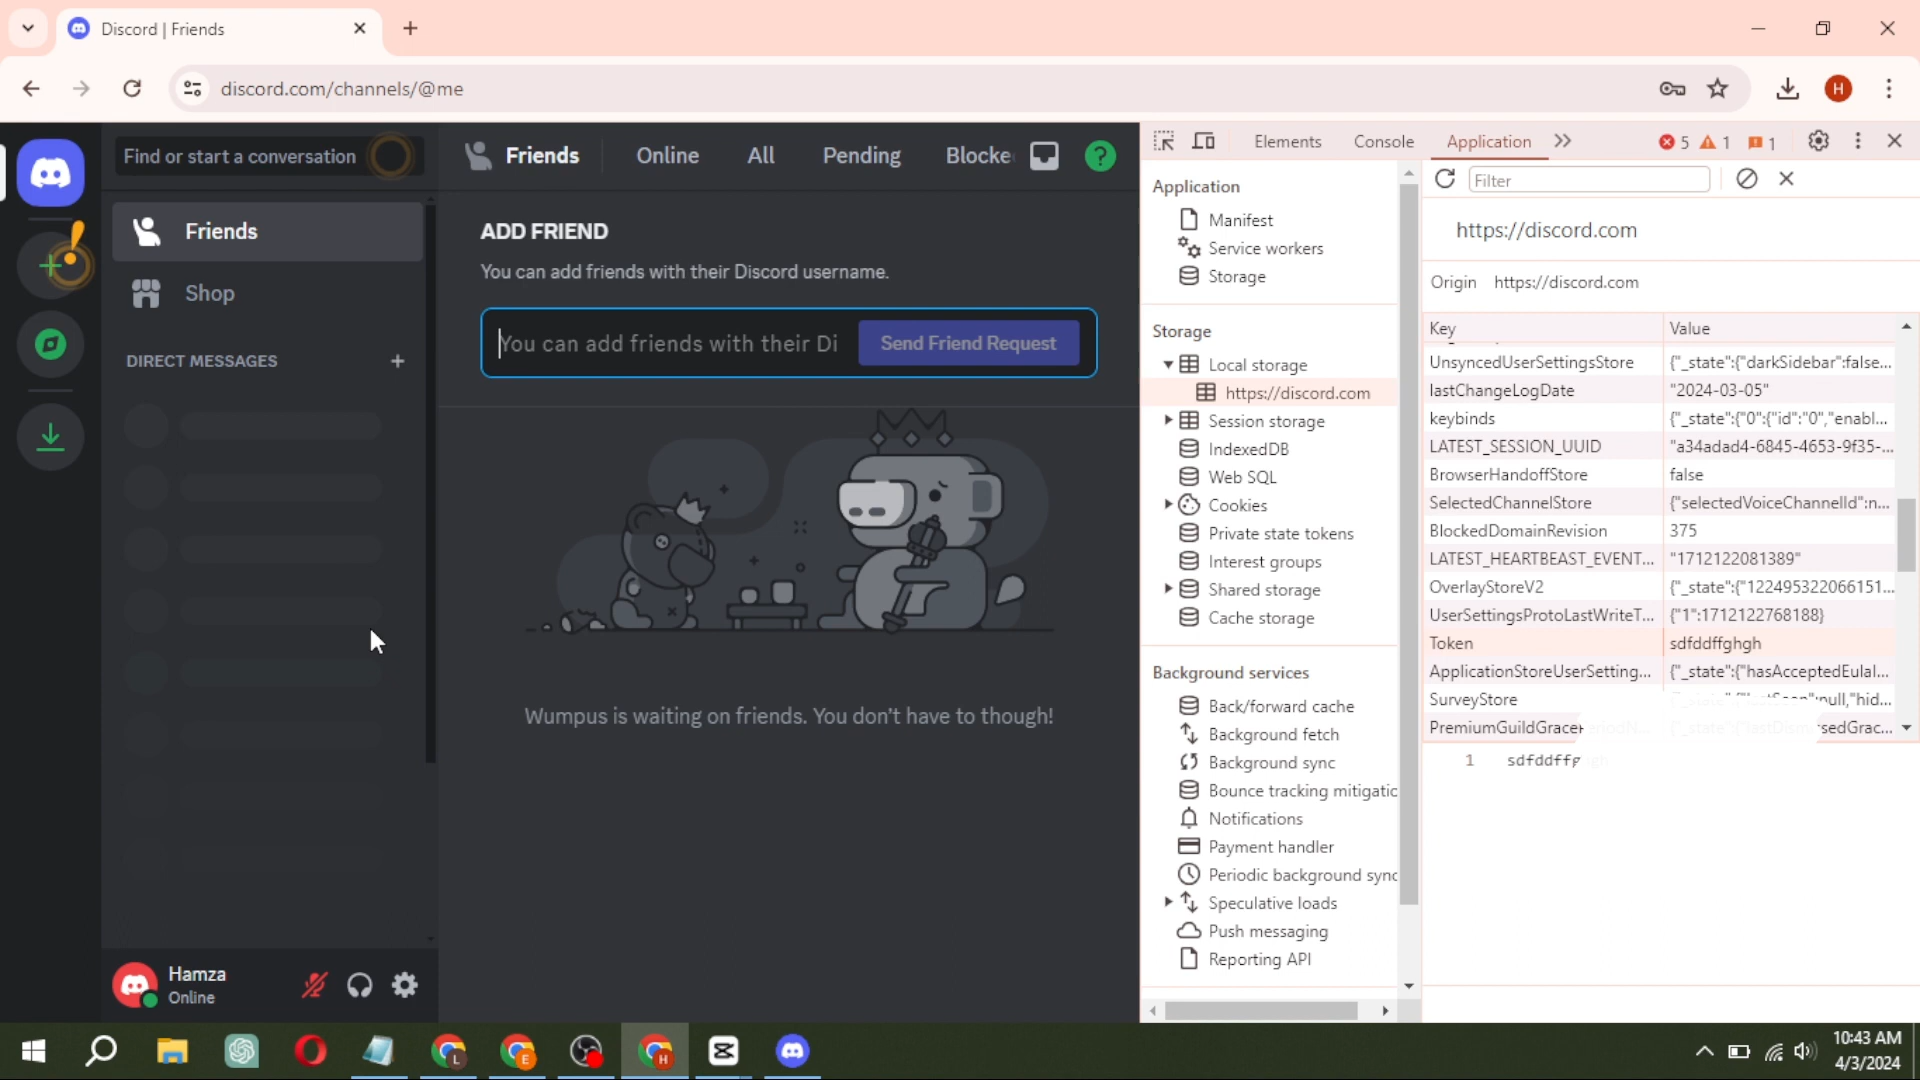 Discord | Friends
discord.com/channels/@me
H
Find or start a conversation
Friends
Online
All
Pending
Blocke
Friends
Shop
DIRECT MESSAGES
ADD FRIEND
You can add friends with their Discord username.
You can add friends with their Di
Send Friend Request
Wumpus is waiting on friends. You don't have to though!
Hamza
Online
Elements
Console
Application
5
1
1
Application
Manifest
Service workers
Storage
Storage
Local storage
https://discord.com
Session storage
IndexedDB
Web SQL
Cookies
Private state tokens
Interest groups
Shared storage
Cache storage
Background services
Back/forward cache
Background fetch
Background sync
Bounce tracking mitigatic
Notifications
Payment handler
Periodic background sync
Speculative loads
Push messaging
Reporting API
Filter
https://discord.com
Origin https://discord.com
Key Value
UnsyncedUserSettingsStore {"_state":{"darkSidebar":false...
lastChangeLogDate "2024-03-05"
keybinds {"_state":{"0":{"id":"0","enabl...
LATEST_SESSION_UUID "a34adad4-6845-4653-9f35-...
BrowserHandoffStore false
SelectedChannelStore {"selectedVoiceChannelId":n...
BlockedDomainRevision 375
LATEST_HEARTBEAST_EVENT... "1712122081389"
OverlayStoreV2 {"_state":{"122495322066151...
UserSettingsProtoLastWriteT... {"1":1712122768188}
Token sdfddffghgh
ApplicationStoreUserSetting... {"_state":{"hasAcceptedEulaI...
SurveyStore
PremiumGuildGrace sedGrac...
1 sdfddff
L
E
H
10:43 AM
4/3/2024